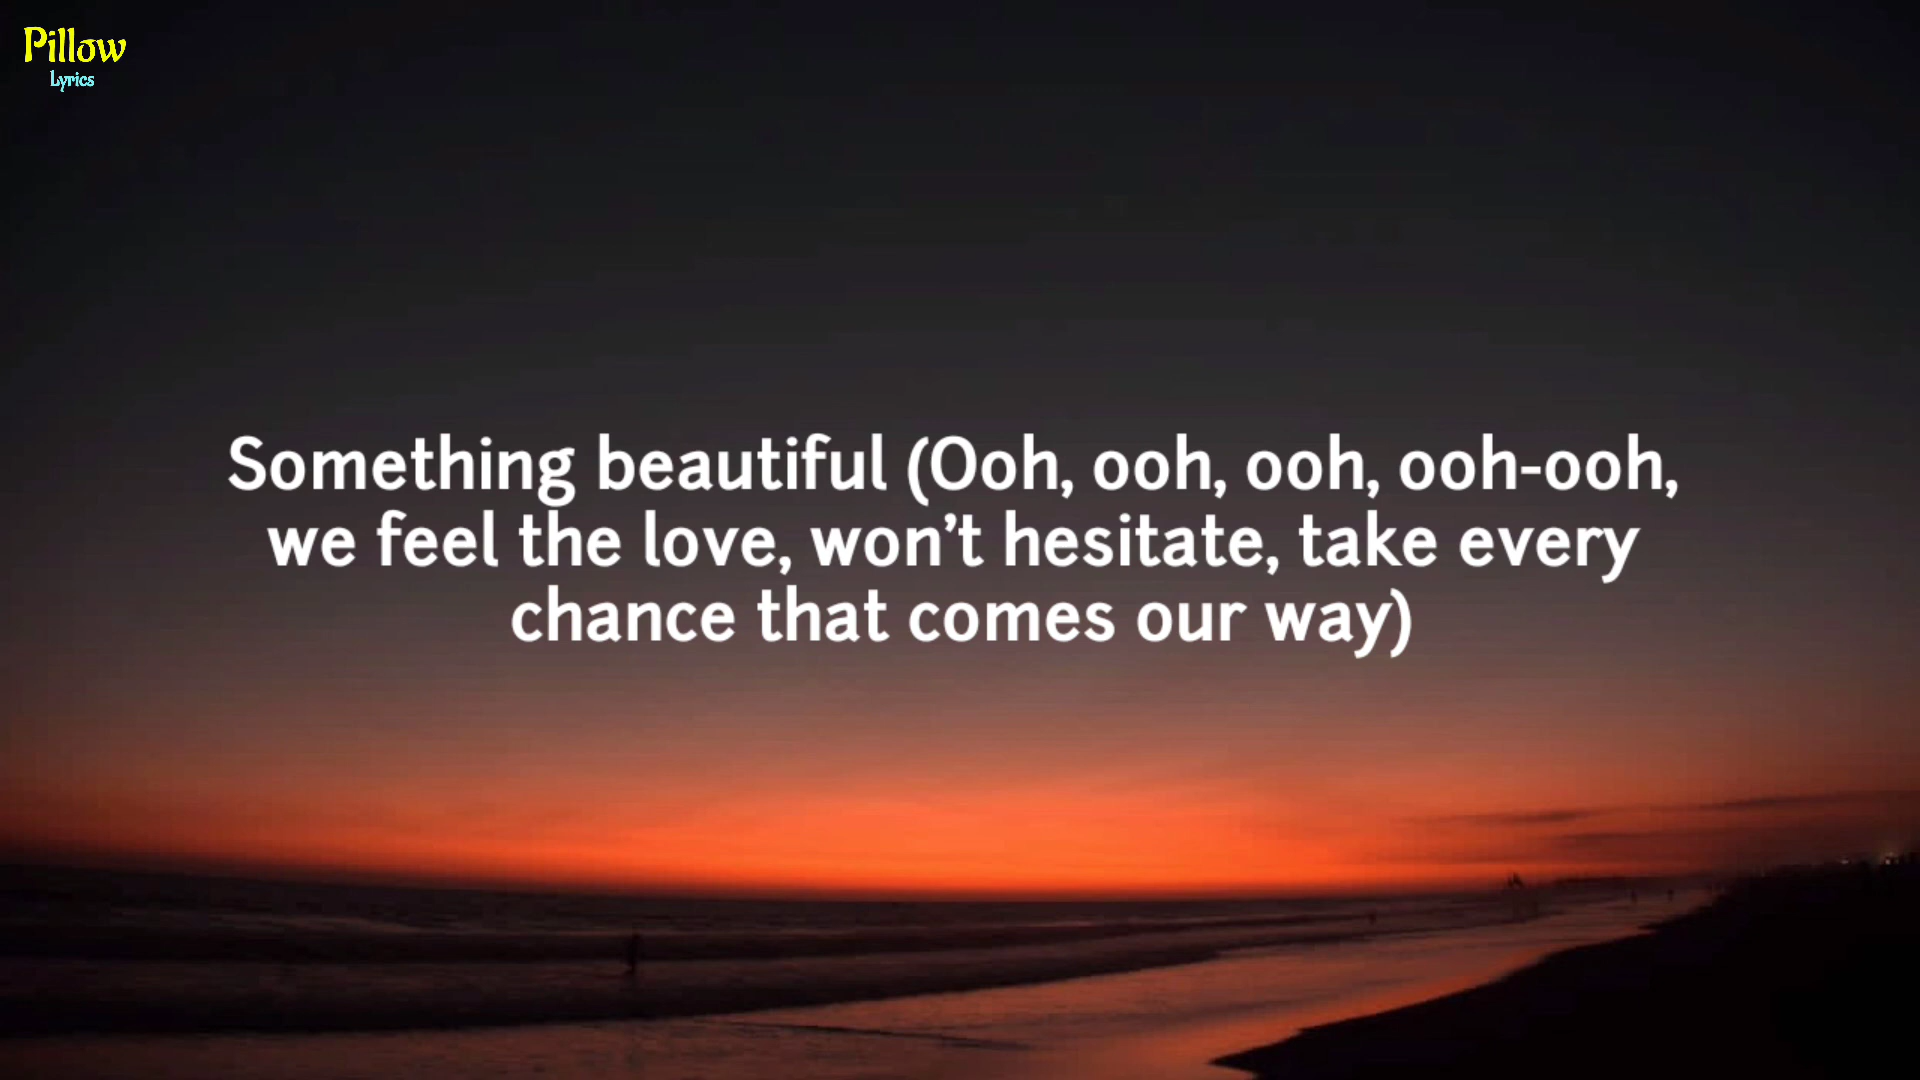 Pillow
Lyrics
Something beautiful (Ooh, ooh, ooh, ooh-ooh,
we feel the love, won’t hesitate, take every
chance that comes our way)